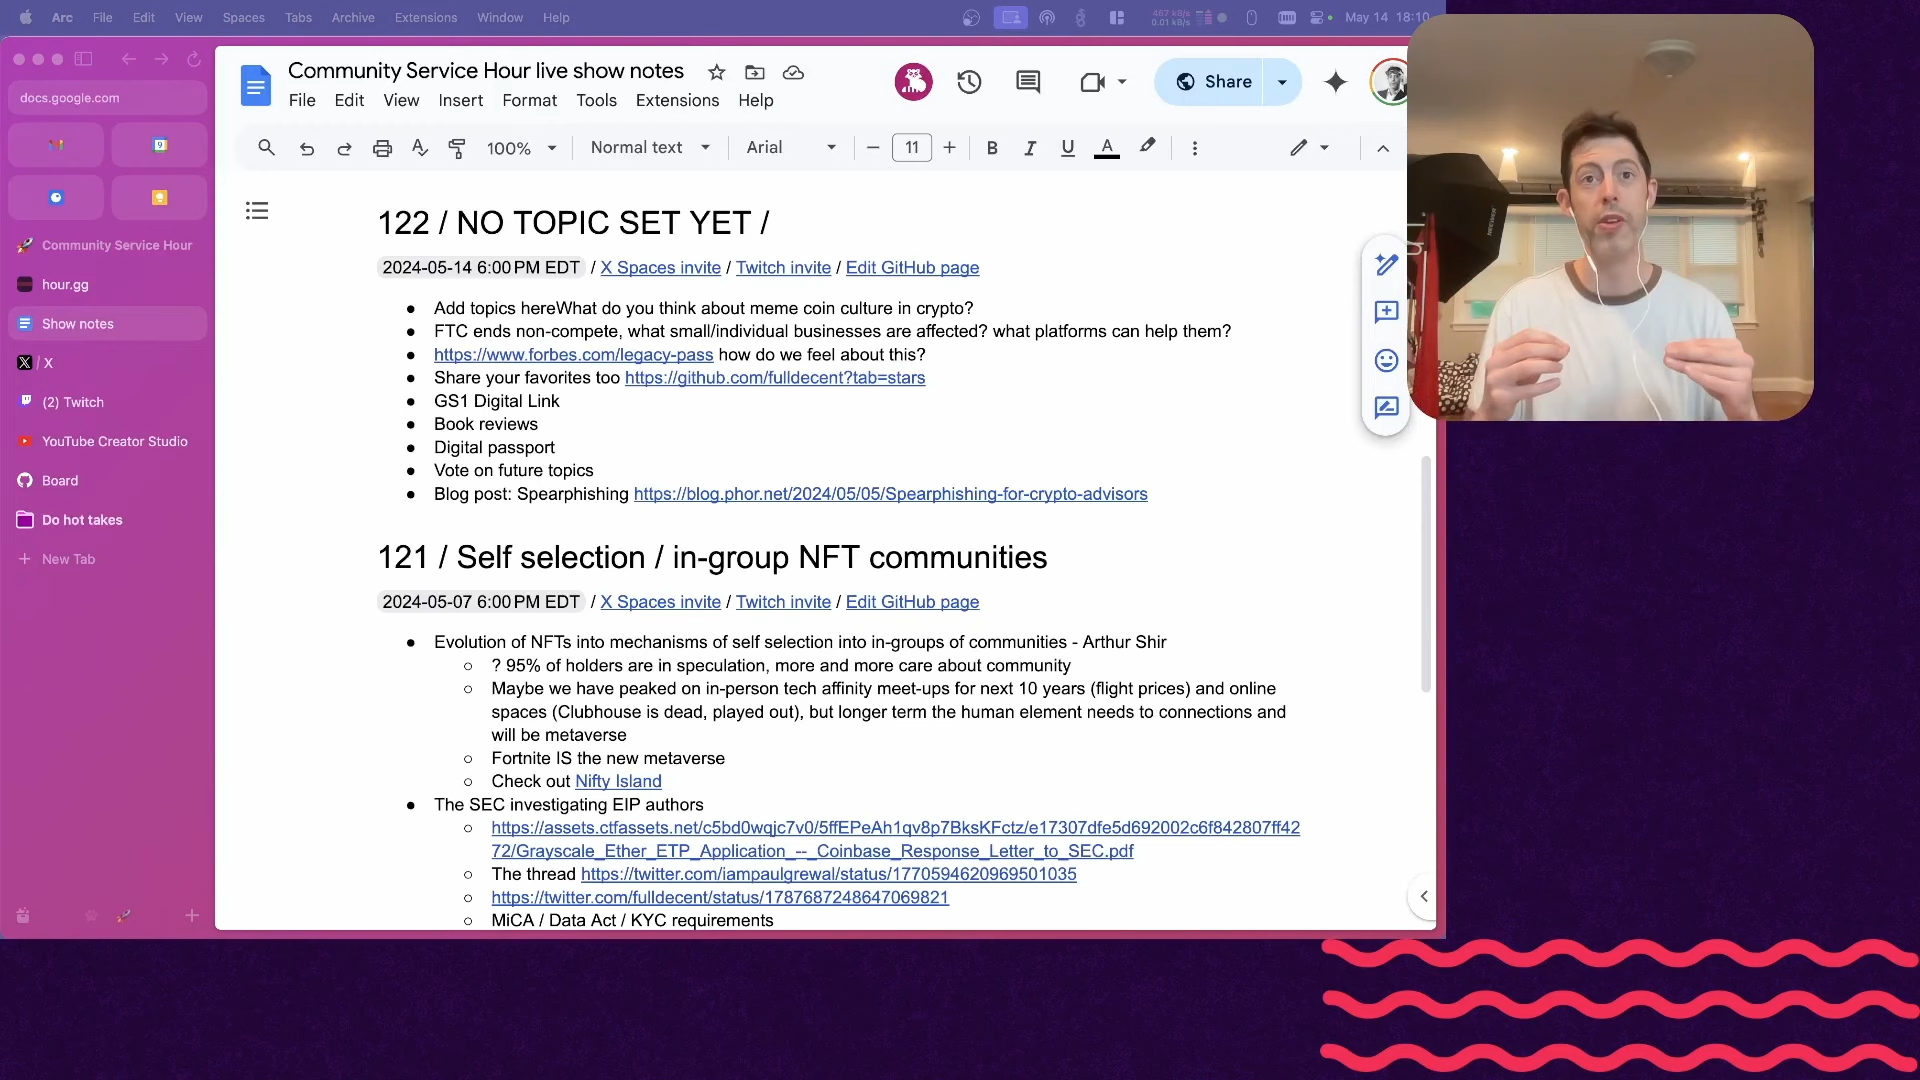 Arc File Edit View Spaces Tabs Archive Extensions Window Help
467 kB/s
0.01 kB/s
May 14 18:10
docs.google.com
9
Community Service Hour
hour.gg
Show notes
/ X
(2) Twitch
YouTube Creator Studio
Board
Do hot takes
+ New Tab
Community Service Hour live show notes
File Edit View Insert Format Tools Extensions Help
Share
100% Normal text Arial − 11 + B I U A
122 / NO TOPIC SET YET /
2024-05-14 6:00 PM EDT / X Spaces invite / Twitch invite / Edit GitHub page
● Add topics hereWhat do you think about meme coin culture in crypto?
● FTC ends non-compete, what small/individual businesses are affected? what platforms can help them?
● https://www.forbes.com/legacy-pass how do we feel about this?
● Share your favorites too https://github.com/fulldecent?tab=stars
● GS1 Digital Link
● Book reviews
● Digital passport
● Vote on future topics
● Blog post: Spearphishing https://blog.phor.net/2024/05/05/Spearphishing-for-crypto-advisors
121 / Self selection / in-group NFT communities
2024-05-07 6:00 PM EDT / X Spaces invite / Twitch invite / Edit GitHub page
● Evolution of NFTs into mechanisms of self selection into in-groups of communities - Arthur Shir
○ ? 95% of holders are in speculation, more and more care about community
○ Maybe we have peaked on in-person tech affinity meet-ups for next 10 years (flight prices) and online
spaces (Clubhouse is dead, played out), but longer term the human element needs to connections and
will be metaverse
○ Fortnite IS the new metaverse
○ Check out Nifty Island
● The SEC investigating EIP authors
○ https://assets.ctfassets.net/c5bd0wqjc7v0/5ffEPeAh1qv8p7BksKFctz/e17307dfe5d692002c6f842807ff42
72/Grayscale_Ether_ETP_Application_--_Coinbase_Response_Letter_to_SEC.pdf
○ The thread https://twitter.com/iampaulgrewal/status/1770594620969501035
○ https://twitter.com/fulldecent/status/1787687248647069821
○ MiCA / Data Act / KYC requirements
NEEWER